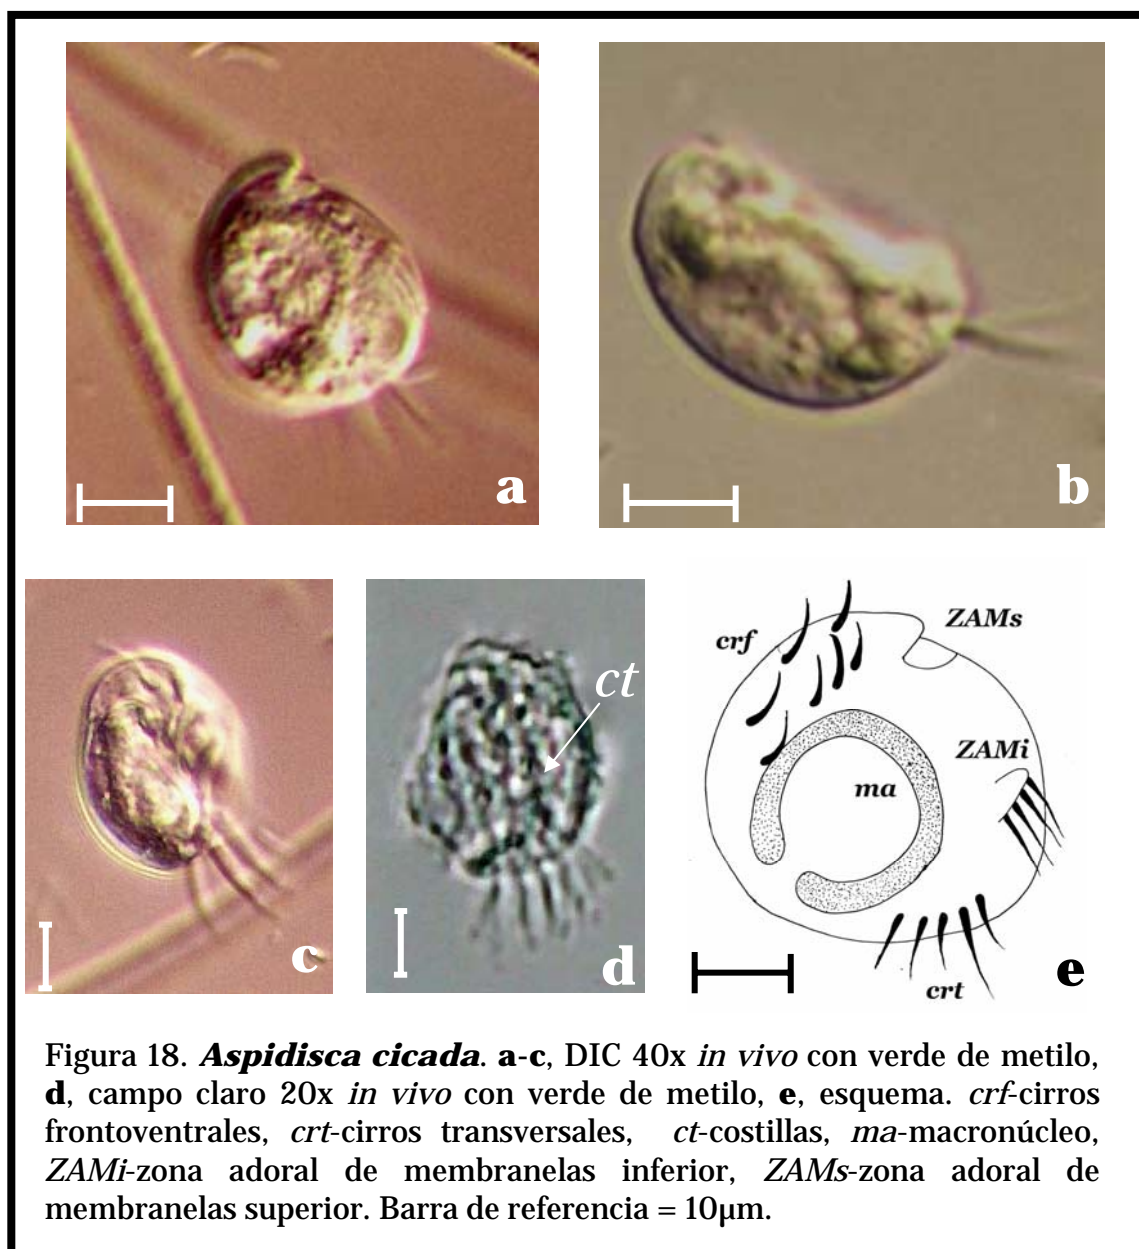 a
b
c
ct
d
crf
ZAMs
ZAMi
ma
crt
e
Figura 18. Aspidisca cicada. a-c, DIC 40x in vivo con verde de metilo,
d, campo claro 20x in vivo con verde de metilo, e, esquema. crf-cirros
frontoventrales, crt-cirros transversales, ct-costillas, ma-macronúcleo,
ZAMi-zona adoral de membranelas inferior, ZAMs-zona adoral de
membranelas superior. Barra de referencia = 10µm.